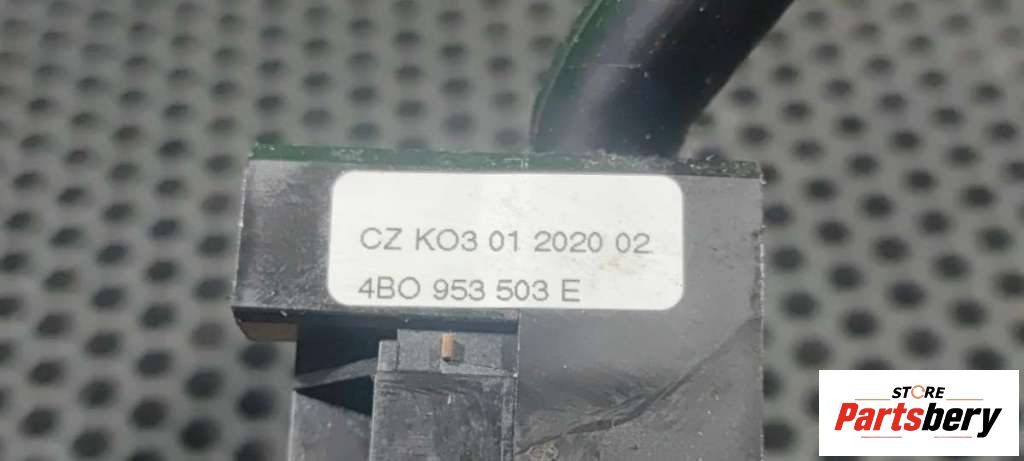 CZ KO3 01 2020 02
4BO 953 503 E
STORE
Partsbery